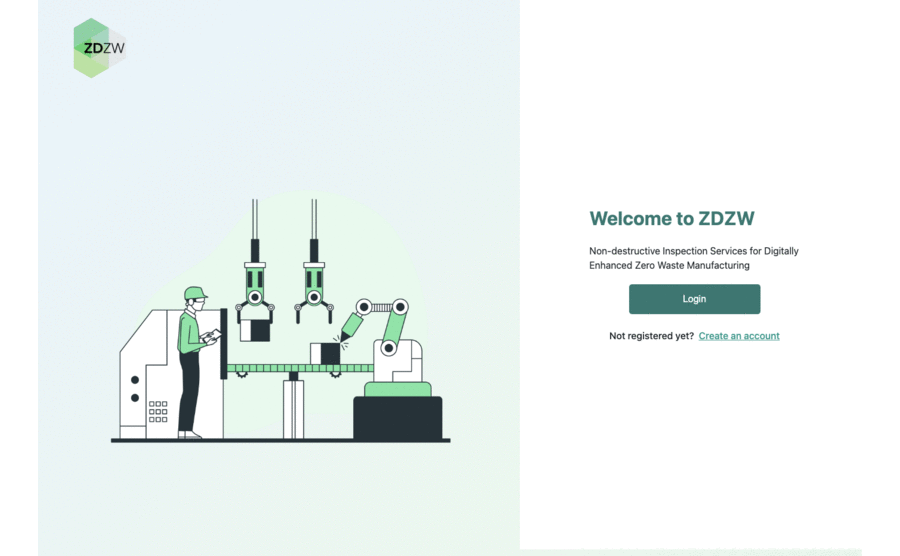 ZDZW
Welcome to ZDZW
Non-destructive Inspection Services for Digitally
Enhanced Zero Waste Manufacturing
Login
Not registered yet? Create an account